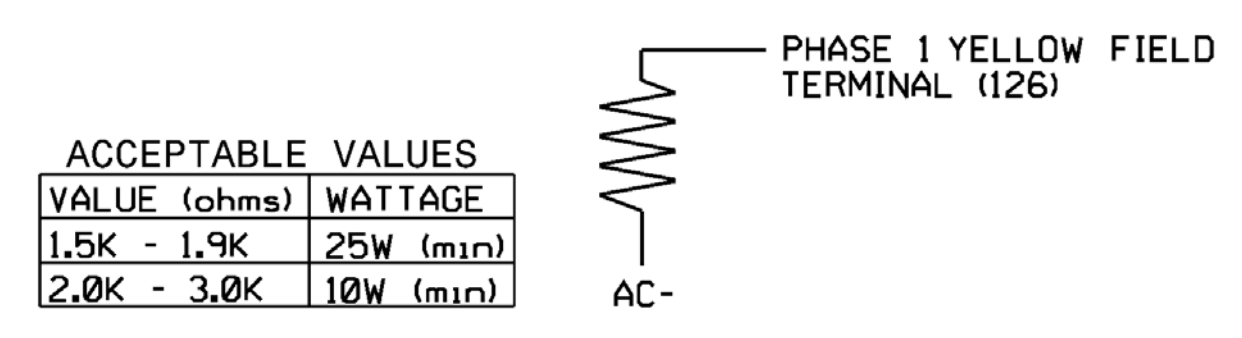 ACCEPTABLE VALUES
VALUE (ohms) WATTAGE
1.5K - 1.9K 25W (min)
2.0K - 3.0K 10W (min)
PHASE 1 YELLOW FIELD
TERMINAL (126)
AC-